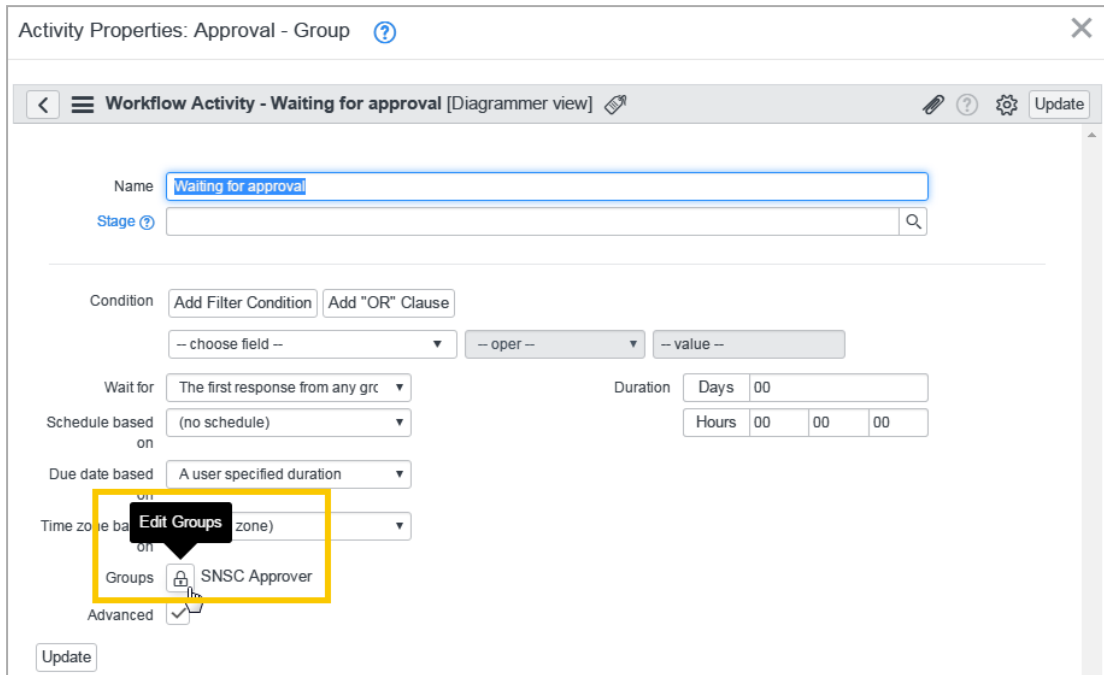 Activity Properties: Approval - Group ?
Workflow Activity - Waiting for approval [Diagrammer view] ? Update
Name Waiting for approval
Stage ?
Condition Add Filter Condition Add "OR" Clause
-- choose field -- -- oper -- -- value --
Wait for The first response from any grc Duration Days 00
Schedule based on (no schedule) Hours 00 00 00
Due date based on A user specified duration
Time zone ba on zone)
Edit Groups
Groups SNSC Approver
Advanced
Update